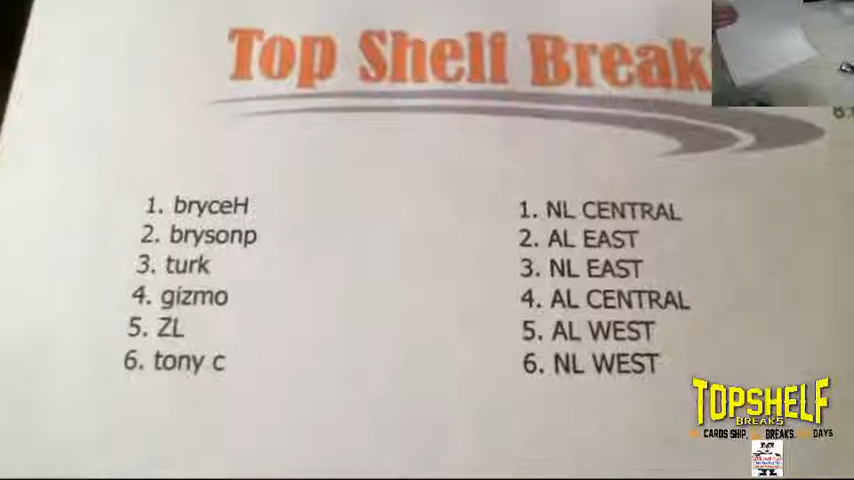 Top Shelf Break
1. bryceH
2. brysonp
3. turk
4. gizmo
5. ZL
6. tony c
1. NL CENTRAL
2. AL EAST
3. NL EAST
4. AL CENTRAL
5. AL WEST
6. NL WEST
TOPSHELF
BREAKS
CARDS SHIP. BREAKS. DAYS